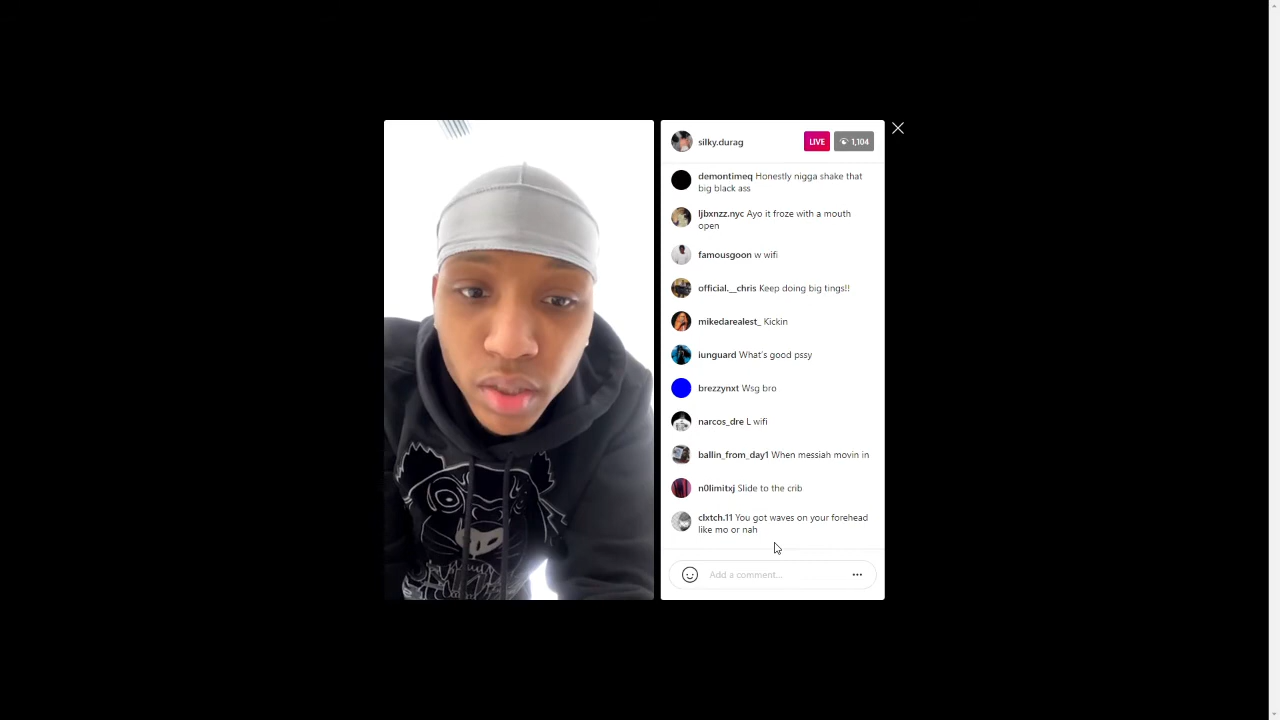 silky.durag
LIVE
1,104
demontimeq Honestly nigga shake that
big black ass
ljbxnzz.nyc Ayo it froze with a mouth
open
famousgoon w wifi
official.__chris Keep doing big tings!!
mikedarealest_ Kickin
iunguard What's good pssy
brezzynxt Wsg bro
narcos_dre L wifi
ballin_from_day1 When messiah movin in
n0limitxj Slide to the crib
clxtch.11 You got waves on your forehead
like mo or nah
Add a comment...